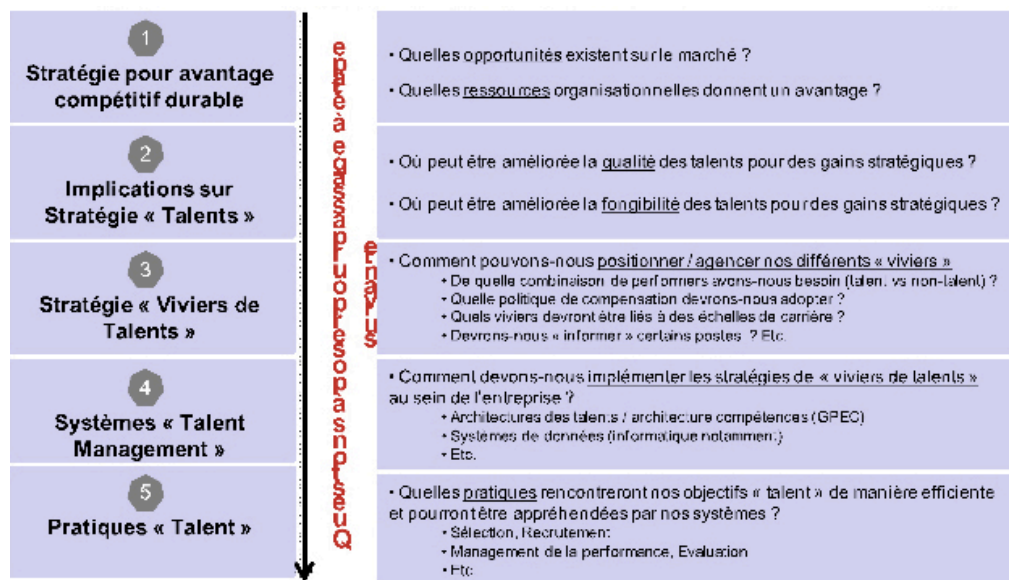 1
Stratégie pour avantage
compétitif durable
• Quelles opportunités existent sur le marché ?
• Quelles ressources organisationnelles donnent un avantage ?
2
Implications sur
Stratégie « Talents »
• Où peut être améliorée la qualité des talents pour des gains stratégiques ?
• Où peut être améliorée la fongibilité des talents pour des gains stratégiques ?
3
Stratégie « Viviers de
Talents »
• Comment pouvons-nous positionner / agencer nos différents « viviers »
• De quelle combinaison de performers avons-nous besoin (talent vs non-talent) ?
• Quelle politique de compensation devrons-nous adopter ?
• Quels viviers devront être liés à des échelles de carrière ?
• Devrons-nous « informer » certains postes ? Etc.
4
Systèmes « Talent
Management »
• Comment devons-nous implémenter les stratégies de « viviers de talents »
au sein de l'entreprise ?
• Architectures des talents / architecture compétences (GPEC)
• Systèmes de données (informatique notamment)
• Etc.
5
Pratiques « Talent »
• Quelles pratiques rencontreront nos objectifs « talent » de manière efficiente
et pourront être appréhendées par nos systèmes ?
• Sélection, Recrutement
• Management de la performance, Evaluation
• Etc
Questions à poser pour passage à étape
suivante